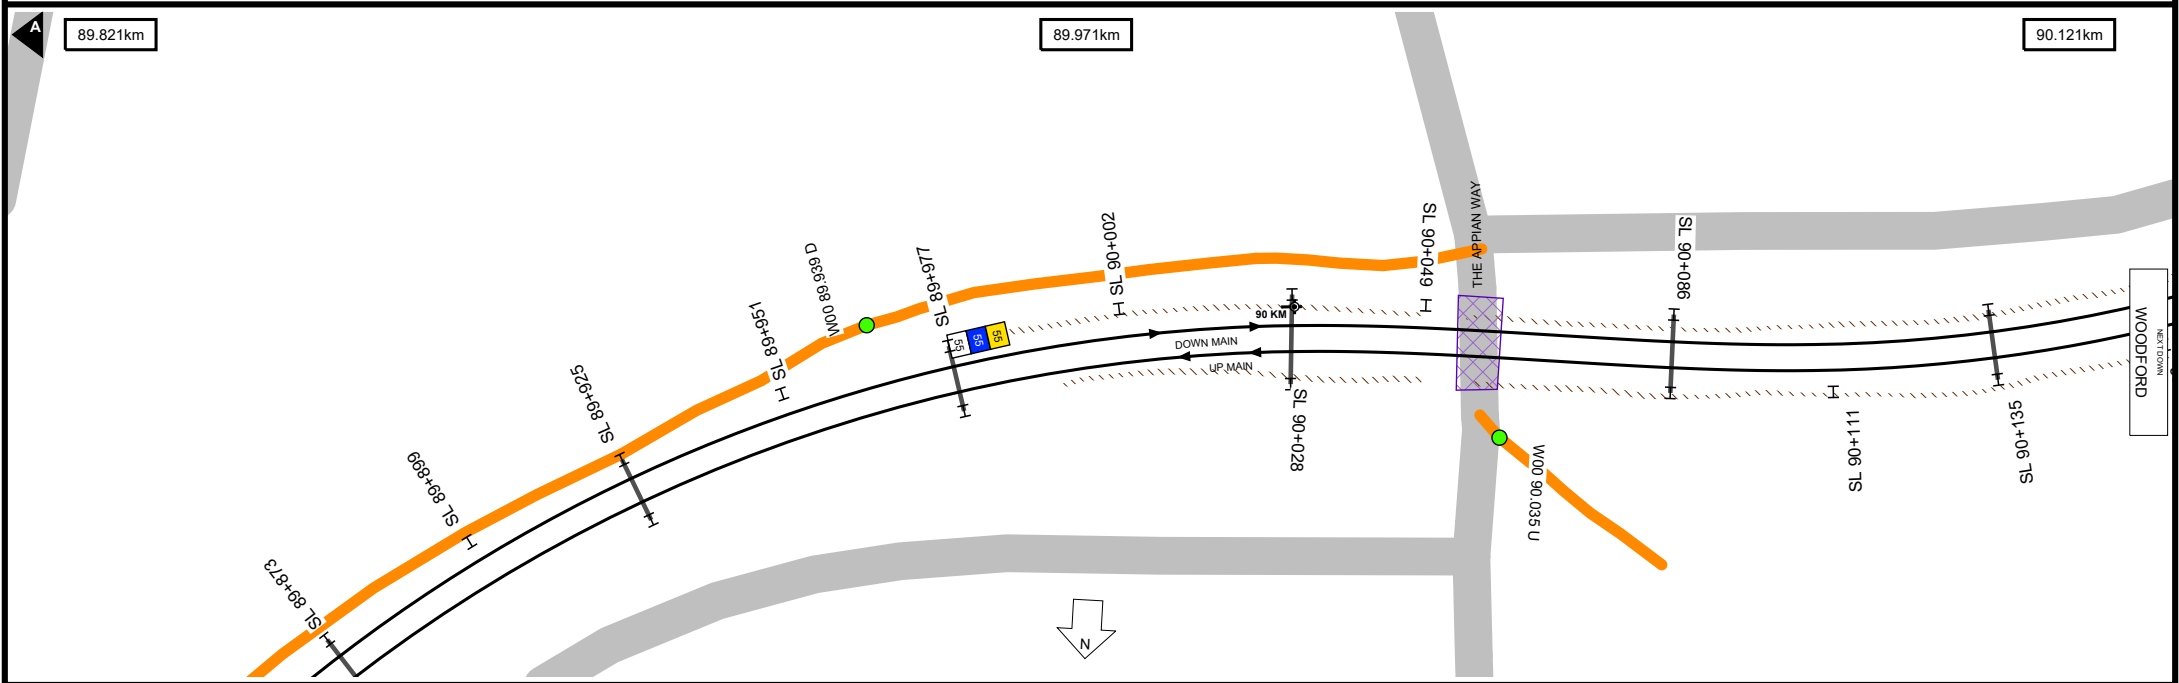 A
89.821km
89.971km
90.121km
SL 89+873
SL 89+899
SL 89+925
SL 89+951
W00 89.939 D
SL 89+977
55
55
55
SL 90+002
90 KM
DOWN MAIN
UP MAIN
SL 90+028
SL 90+049
THE APPIAN WAY
W00 90.035 U
SL 90+086
SL 90+111
SL 90+135
WOODFORD
NEXT DOWN
N